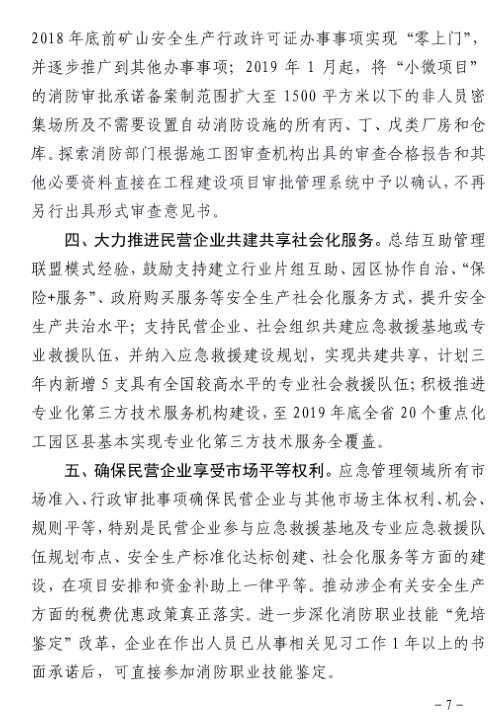 2018 年底前矿山安全生产行政许可证办事事项实现“零上门”，
并逐步推广到其他办事事项；2019 年 1 月起，将“小微项目”
的消防审批承诺备案制范围扩大至 1500 平方米以下的非人员密
集场所及不需要设置自动消防设施的所有丙、丁、戊类厂房和仓
库。探索消防部门根据施工图审查机构出具的审查合格报告和其
他必要资料直接在工程建设项目审批管理系统中予以确认，不再
另行出具形式审查意见书。
四、大力推进民营企业共建共享社会化服务。总结互助管理
联盟模式经验，鼓励支持建立行业片组互助、园区协作自治、“保
险+服务”、政府购买服务等安全生产社会化服务方式，提升安全
生产共治水平；支持民营企业、社会组织共建应急救援基地或专
业救援队伍，并纳入应急救援建设规划，实现共建共享，计划三
年内新增 5 支具有全国较高水平的专业社会救援队伍；积极推进
专业化第三方技术服务机构建设，至 2019 年底全省 20 个重点化
工园区县基本实现专业化第三方技术服务全覆盖。
五、确保民营企业享受市场平等权利。应急管理领域所有市
场准入、行政审批事项确保民营企业与其他市场主体权利、机会、
规则平等，特别是民营企业参与应急救援基地及专业应急救援队
伍规划布点、安全生产标准化达标创建、社会化服务等方面的建
设，在项目安排和资金补助上一律平等。推动涉企有关安全生产
方面的税费优惠政策真正落实。进一步深化消防职业技能“免培
鉴定”改革，企业在作出人员已从事相关见习工作 1 年以上的书
面承诺后，可直接参加消防职业技能鉴定。
- 7 -